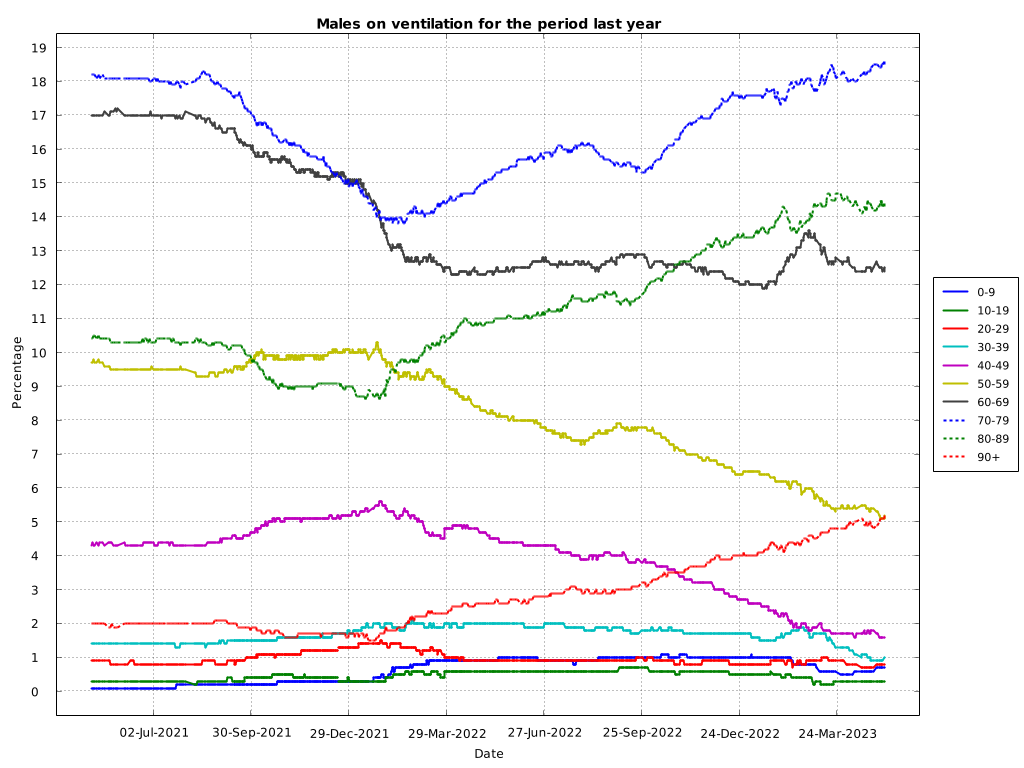 Males on ventilation for the period last year
19
18
17
16
15
14
13
12
11
10
9
8
7
6
5
4
3
2
1
0
Percentage
02-Jul-2021
30-Sep-2021
29-Dec-2021
29-Mar-2022
27-Jun-2022
25-Sep-2022
24-Dec-2022
24-Mar-2023
Date
0-9
10-19
20-29
30-39
40-49
50-59
60-69
70-79
80-89
90+